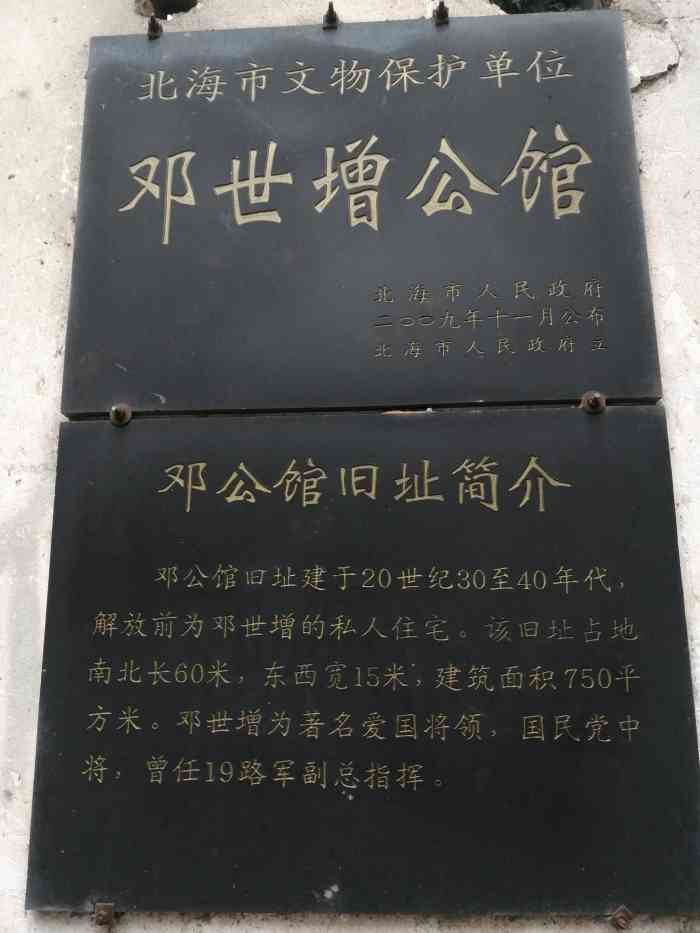 北海市文物保护单位
邓世增公馆
北海市人民政府
二〇〇九年十一月公布
北海市人民政府立
邓公馆旧址简介
邓公馆旧址建于20世纪30至40年代，
解放前为邓世增的私人住宅。该旧址占地
南北长60米，东西宽15米，建筑面积750平
方米。邓世增为著名爱国将领，国民党中
将，曾任19路军副总指挥。